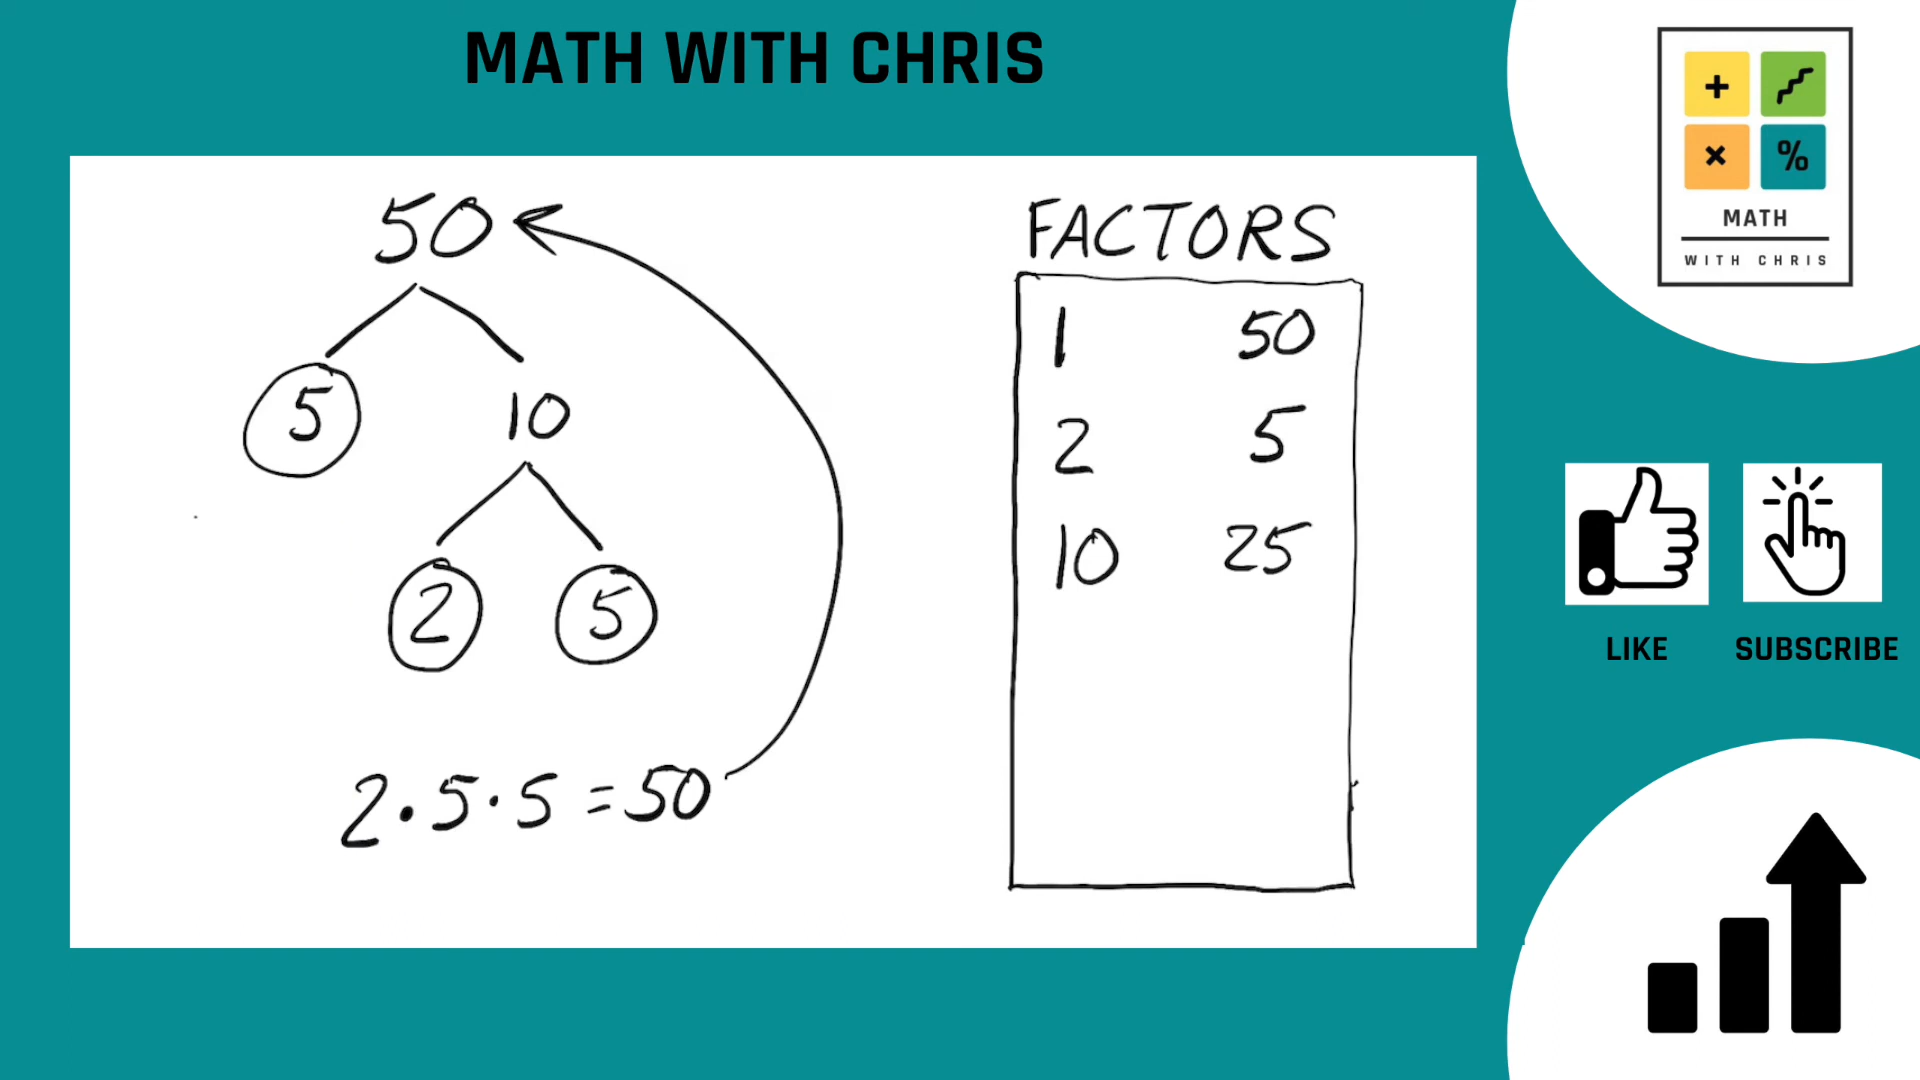 MATH WITH CHRIS
+
×
%
MATH
WITH CHRIS
50
5 10
2 5
2·5·5=50
FACTORS
1 50
2 5
10 25
LIKE SUBSCRIBE